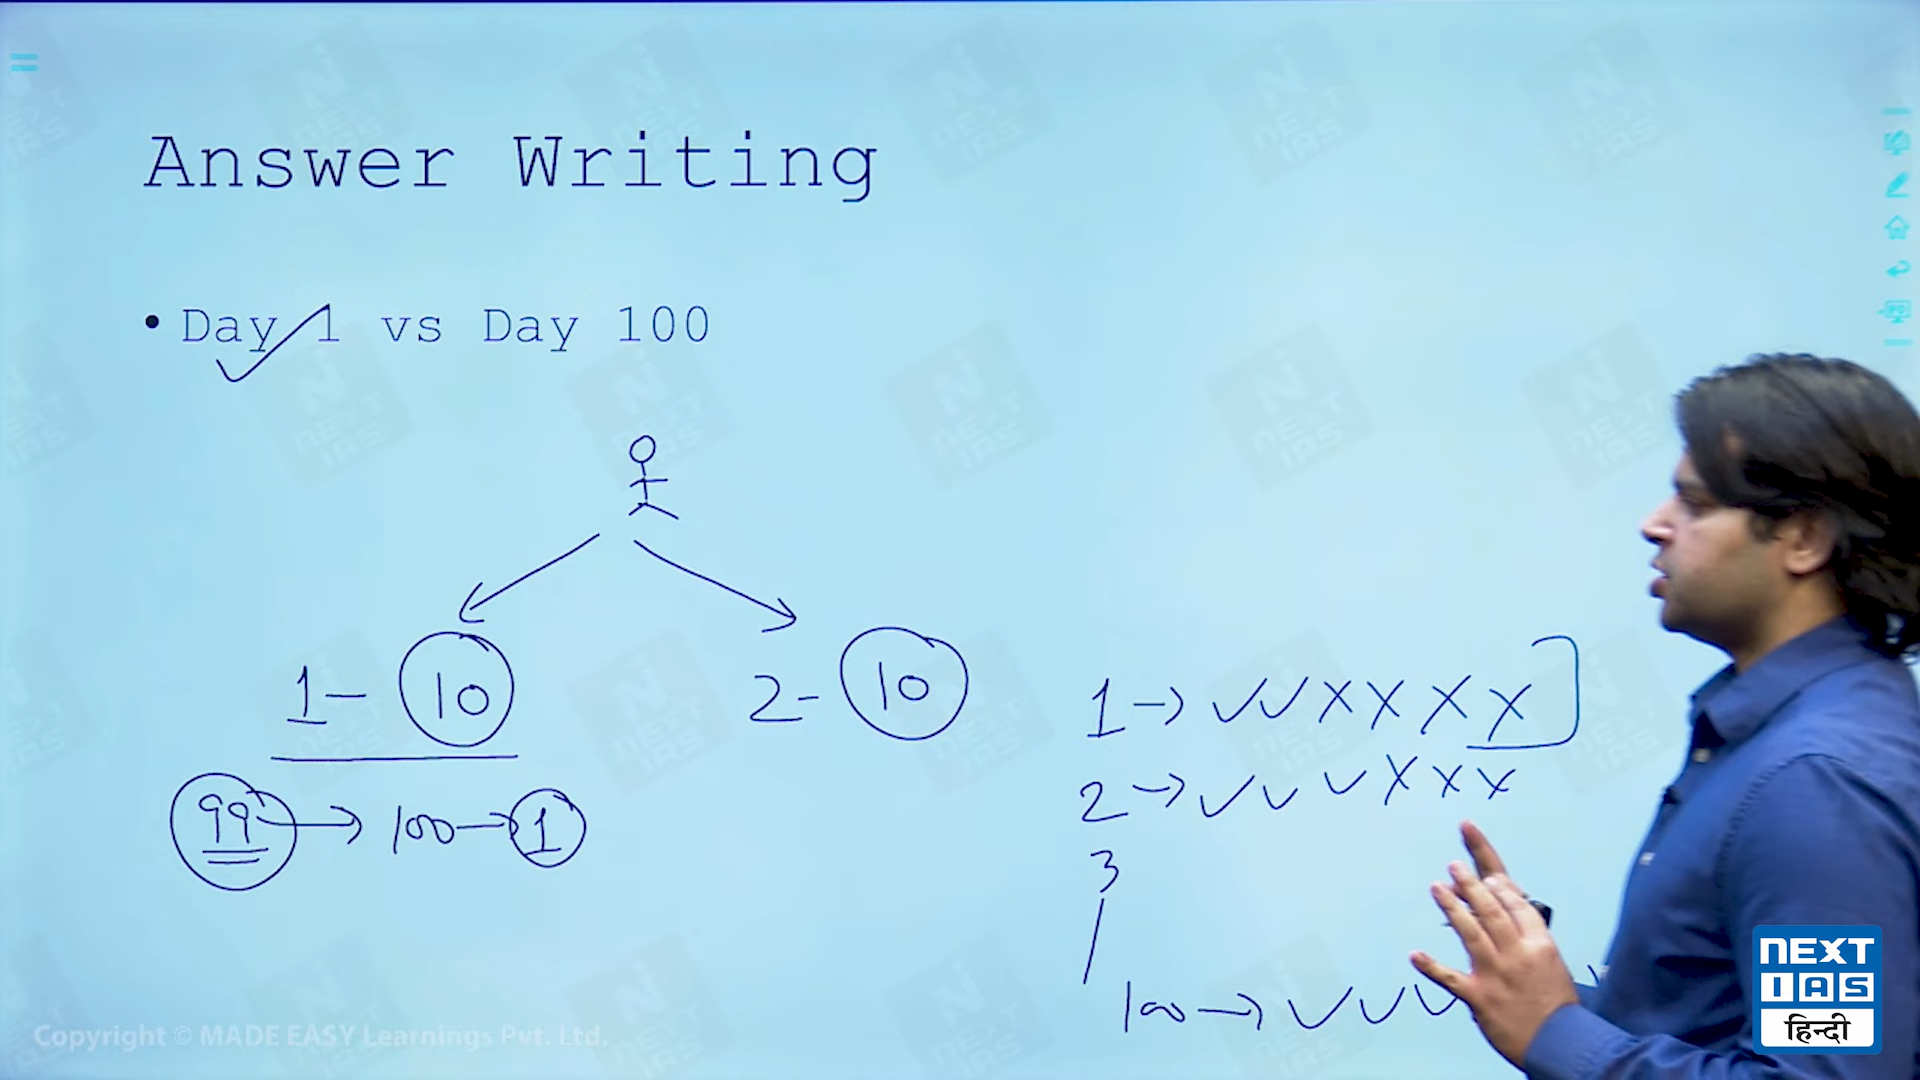 Answer Writing
• Day 1 vs Day 100
1 - 10
2 - 10
99 → 100 → 1
1 → ✓ ✓ X X X X
2 → ✓ ✓ ✓ X X X
3
100 → ✓ ✓ ✓
Copyright © MADE EASY Learnings Pvt. Ltd.
NEXT
IAS
हिन्दी